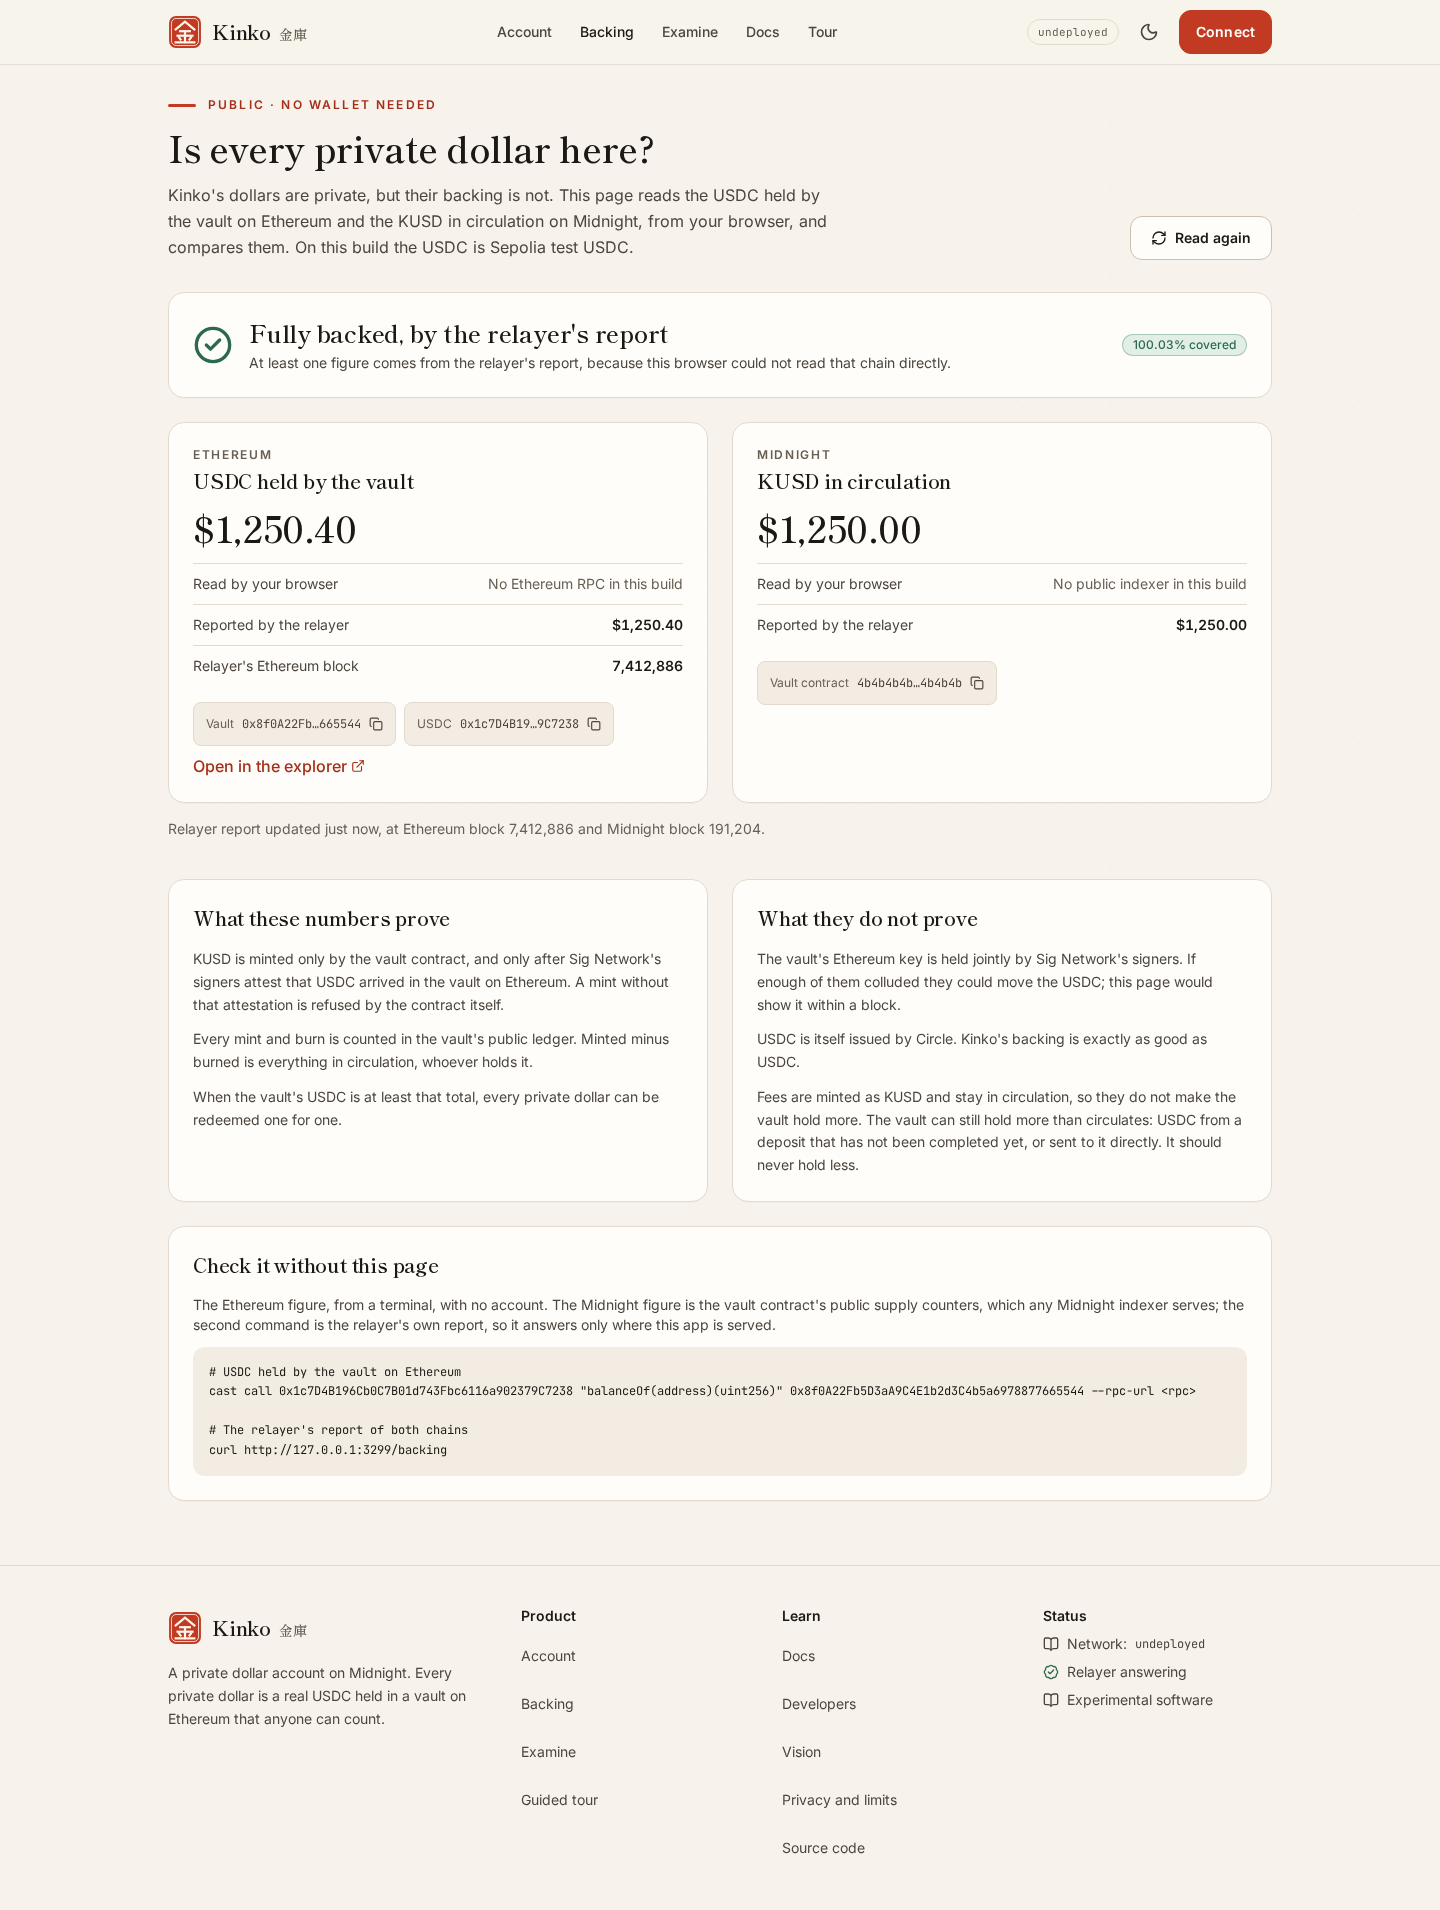 金 Kinko 金庫
Account Backing Examine Docs Tour
undeployed
Connect
PUBLIC · NO WALLET NEEDED
Is every private dollar here?
Kinko's dollars are private, but their backing is not. This page reads the USDC held by
the vault on Ethereum and the KUSD in circulation on Midnight, from your browser, and
compares them. On this build the USDC is Sepolia test USDC.
Read again
Fully backed, by the relayer's report
At least one figure comes from the relayer's report, because this browser could not read that chain directly.
100.03% covered
ETHEREUM
USDC held by the vault
$1,250.40
Read by your browser No Ethereum RPC in this build
Reported by the relayer $1,250.40
Relayer's Ethereum block 7,412,886
Vault 0x8f0A22Fb…665544
USDC 0x1c7D4B19…9C7238
Open in the explorer
MIDNIGHT
KUSD in circulation
$1,250.00
Read by your browser No public indexer in this build
Reported by the relayer $1,250.00
Vault contract 4b4b4b4b…4b4b4b
Relayer report updated just now, at Ethereum block 7,412,886 and Midnight block 191,204.
What these numbers prove
KUSD is minted only by the vault contract, and only after Sig Network's
signers attest that USDC arrived in the vault on Ethereum. A mint without
that attestation is refused by the contract itself.
Every mint and burn is counted in the vault's public ledger. Minted minus
burned is everything in circulation, whoever holds it.
When the vault's USDC is at least that total, every private dollar can be
redeemed one for one.
What they do not prove
The vault's Ethereum key is held jointly by Sig Network's signers. If
enough of them colluded they could move the USDC; this page would
show it within a block.
USDC is itself issued by Circle. Kinko's backing is exactly as good as
USDC.
Fees are minted as KUSD and stay in circulation, so they do not make the
vault hold more. The vault can still hold more than circulates: USDC from a
deposit that has not been completed yet, or sent to it directly. It should
never hold less.
Check it without this page
The Ethereum figure, from a terminal, with no account. The Midnight figure is the vault contract's public supply counters, which any Midnight indexer serves; the
second command is the relayer's own report, so it answers only where this app is served.
# USDC held by the vault on Ethereum
cast call 0x1c7D4B196Cb0C7B01d743Fbc6116a902379C7238 "balanceOf(address)(uint256)" 0x8f0A22Fb5D3aA9C4E1b2d3C4b5a6978877665544 --rpc-url <rpc>
# The relayer's report of both chains
curl http://127.0.0.1:3299/backing
金 Kinko 金庫
A private dollar account on Midnight. Every
private dollar is a real USDC held in a vault on
Ethereum that anyone can count.
Product
Account
Backing
Examine
Guided tour
Learn
Docs
Developers
Vision
Privacy and limits
Source code
Status
Network: undeployed
Relayer answering
Experimental software